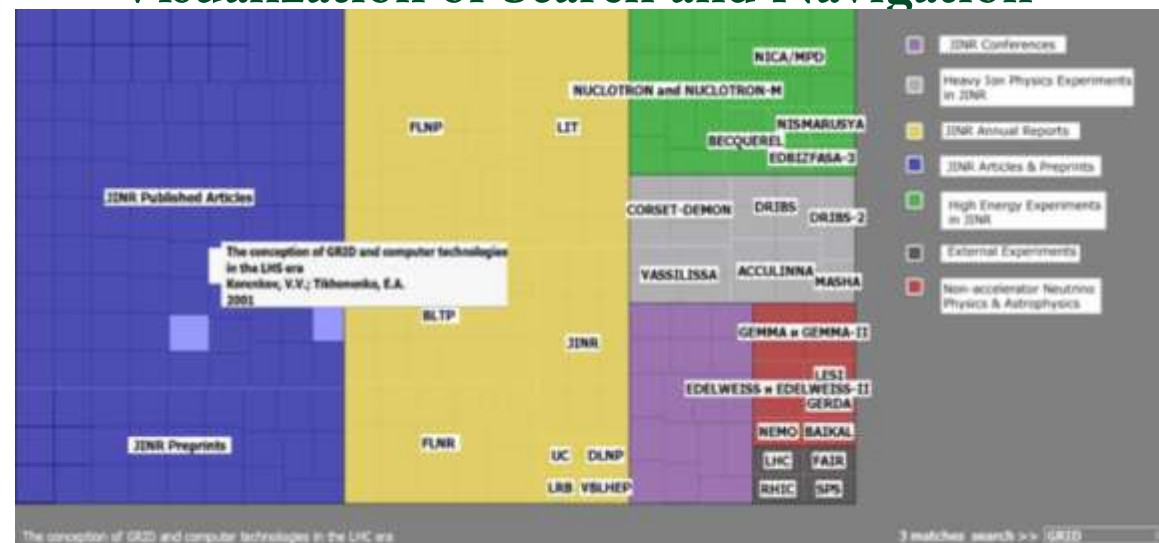 Visualization of Search and Navigation
NICA/MPD
NUCLOTRON and NUCLOTRON-M
FLNP
LIT
NISMARUSYA
BECQUEREL
EDBIZFASA-3
JINR Published Articles
CORSET-DEMON
DRIBS
DRIBS-2
The conception of GRID and computer technologies
in the LHS era
Korenkov, V.V.; Tikhonenko, E.A.
2001
VASSILISSA
ACCULINNA
MASHA
BLTP
JINR
GEMMA и GEMMA-II
LESI
EDELWEISS и EDELWEISS-II
GERDA
NEMO
BAIKAL
JINR Preprints
FLNR
UC
DLNP
LHC
FAIR
LRB
VBLHEP
RHIC
SPS
JINR Conferences
Heavy Ion Physics Experiments
in JINR
JINR Annual Reports
JINR Articles & Preprints
High Energy Experiments
in JINR
External Experiments
Non-accelerator Neutrino
Physics & Astrophysics
The conception of GRID and computer technologies in the LHC era
3 matches search >> GRID